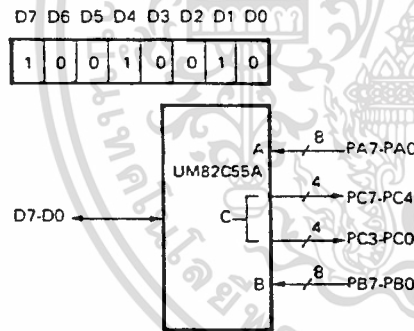 D7 D6 D5 D4 D3 D2 D1 D0
1 0 0 1 0 0 1 0
A 8 PA7-PA0
UM82C55A
4 PC7-PC4
D7-D0
C
4 PC3-PC0
B 8 PB7-PB0